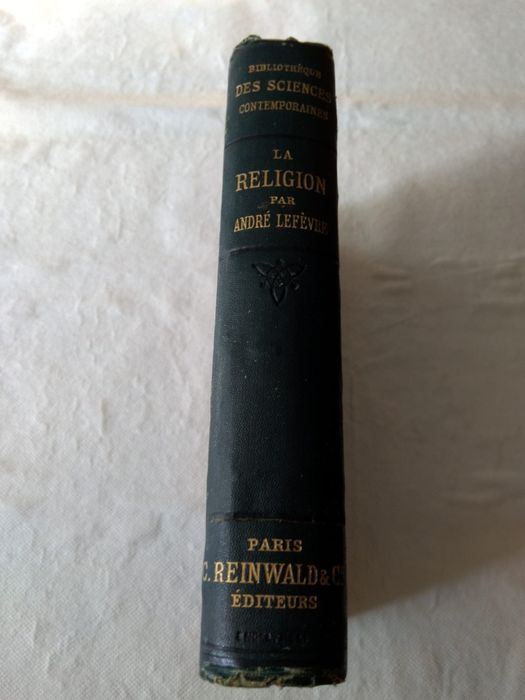 BIBLIOTHÈQUE
DES SCIENCES
CONTEMPORAINES
LA
RELIGION
PAR
ANDRÉ LEFÈVRE
PARIS
C. REINWALD & CIE
ÉDITEURS